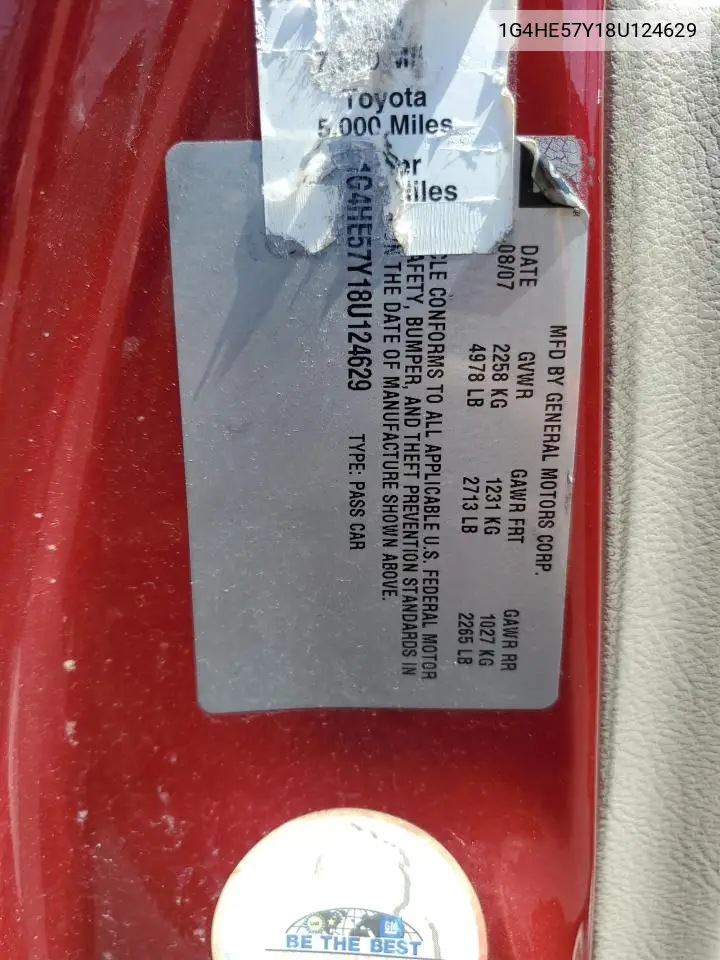 1G4HE57Y18U124629
Toyota
5,000 Miles
MFD BY GENERAL MOTORS CORP.
DATE GVWR GAWR FRT GAWR RR
08/07 2258 KG 1231 KG 1027 KG
4978 LB 2713 LB 2265 LB
CONFORMS TO ALL APPLICABLE U.S. FEDERAL MOTOR
BUMPER, AND THEFT PREVENTION STANDARDS IN
THE DATE OF MANUFACTURE SHOWN ABOVE.
1G4HE57Y18U124629 TYPE: PASS CAR
GM
BE THE BEST